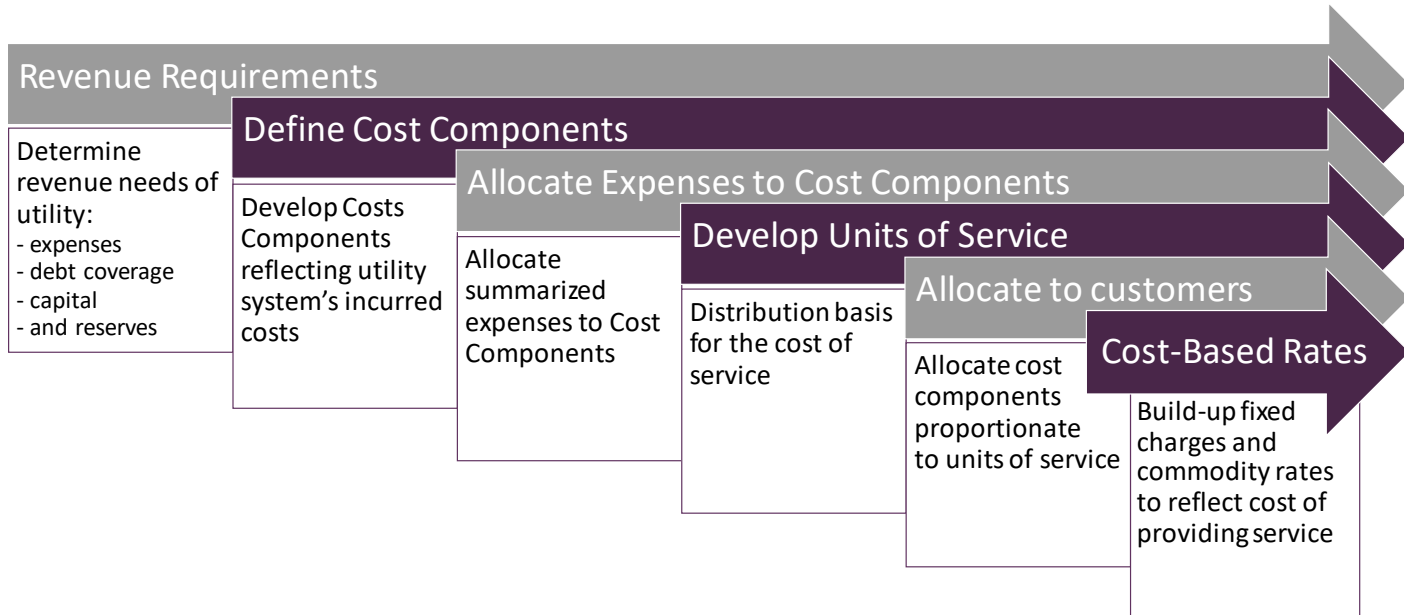 Revenue Requirements
Determine
revenue needs of
utility:
- expenses
- debt coverage
- capital
- and reserves
Define Cost Components
Develop Costs
Components
reflecting utility
system's incurred
costs
Allocate Expenses to Cost Components
Allocate
summarized
expenses to Cost
Components
Develop Units of Service
Distribution basis
for the cost of
service
Allocate to customers
Allocate cost
components
proportionate
to units of service
Cost-Based Rates
Build-up fixed
charges and
commodity rates
to reflect cost of
providing service